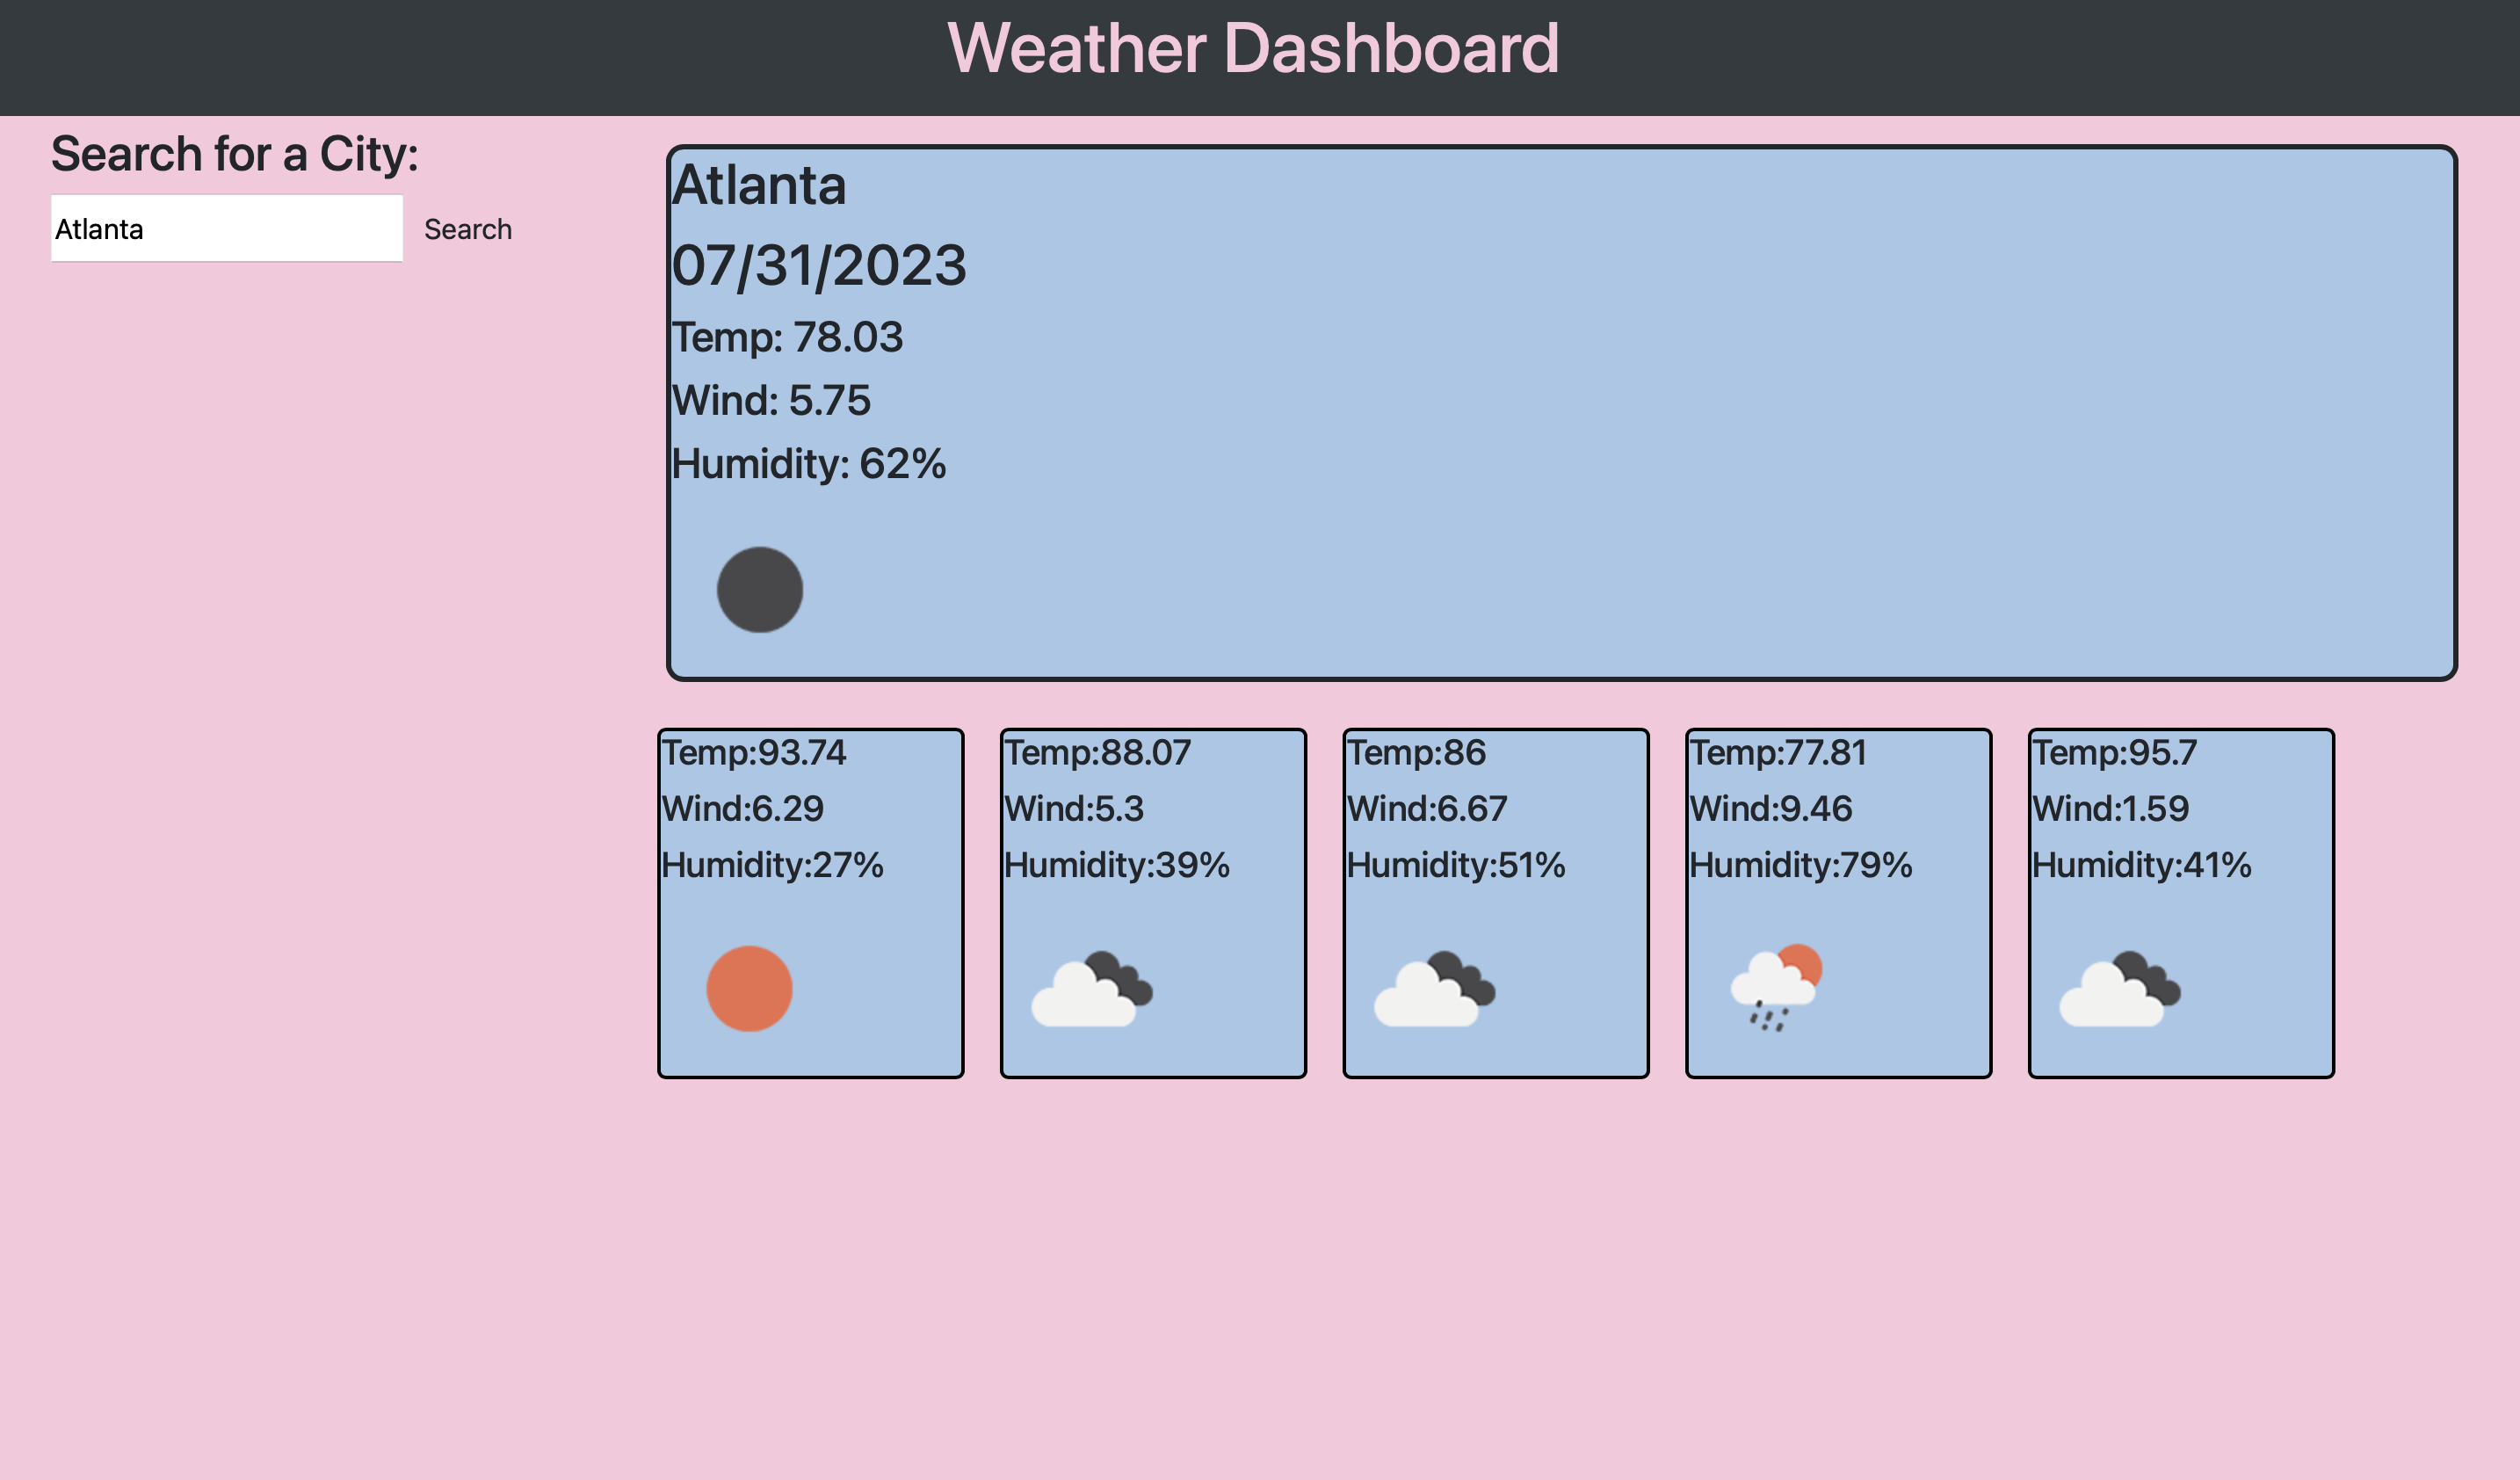 Weather Dashboard
Search for a City:
Atlanta
Search
Atlanta
07/31/2023
Temp: 78.03
Wind: 5.75
Humidity: 62%
Temp:93.74
Wind:6.29
Humidity:27%
Temp:88.07
Wind:5.3
Humidity:39%
Temp:86
Wind:6.67
Humidity:51%
Temp:77.81
Wind:9.46
Humidity:79%
Temp:95.7
Wind:1.59
Humidity:41%